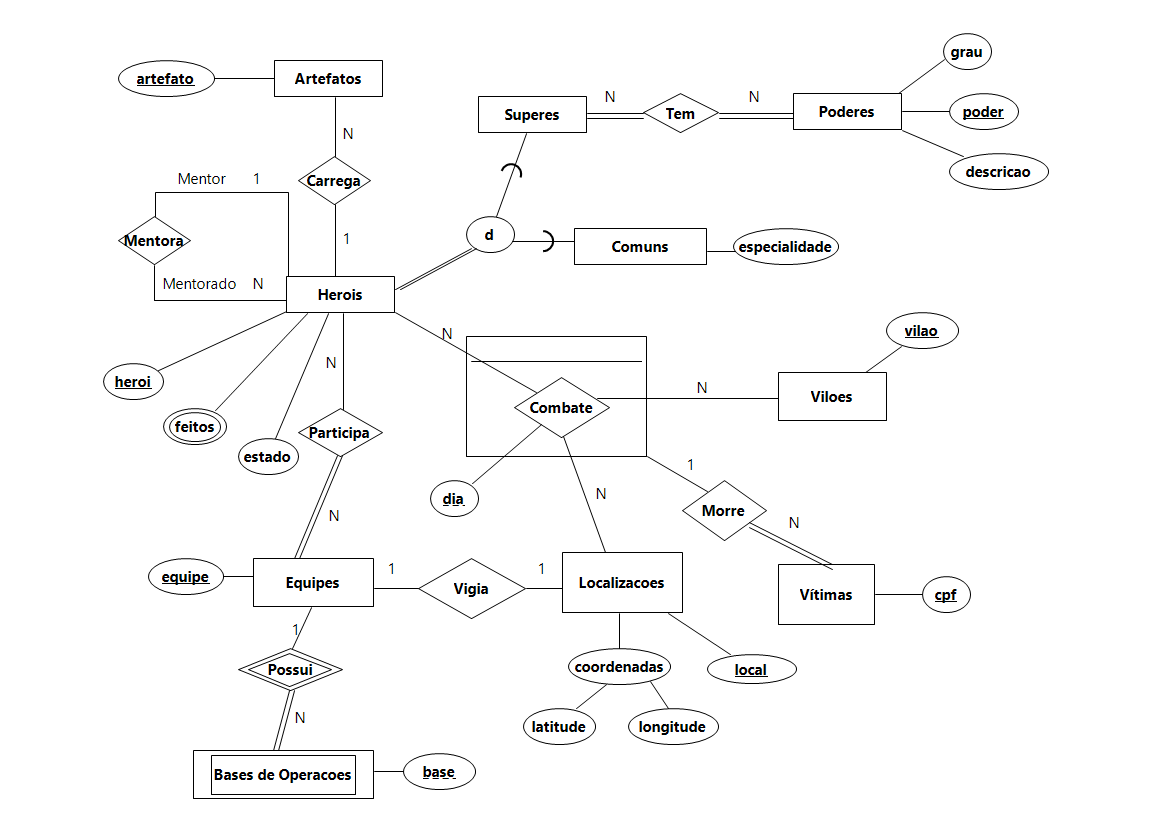 grau
artefato
Artefatos
N
N
Superes
Tem
Poderes
poder
N
descricao
Carrega
Mentor
1
1
d
Mentora
Comuns
especialidade
Mentorado
N
Herois
N
vilao
N
heroi
N
Viloes
Combate
feitos
Participa
estado
1
dia
N
Morre
N
N
1
1
equipe
Equipes
Vigia
Localizacoes
Vítimas
cpf
1
Possui
coordenadas
local
N
latitude
longitude
Bases de Operacoes
base